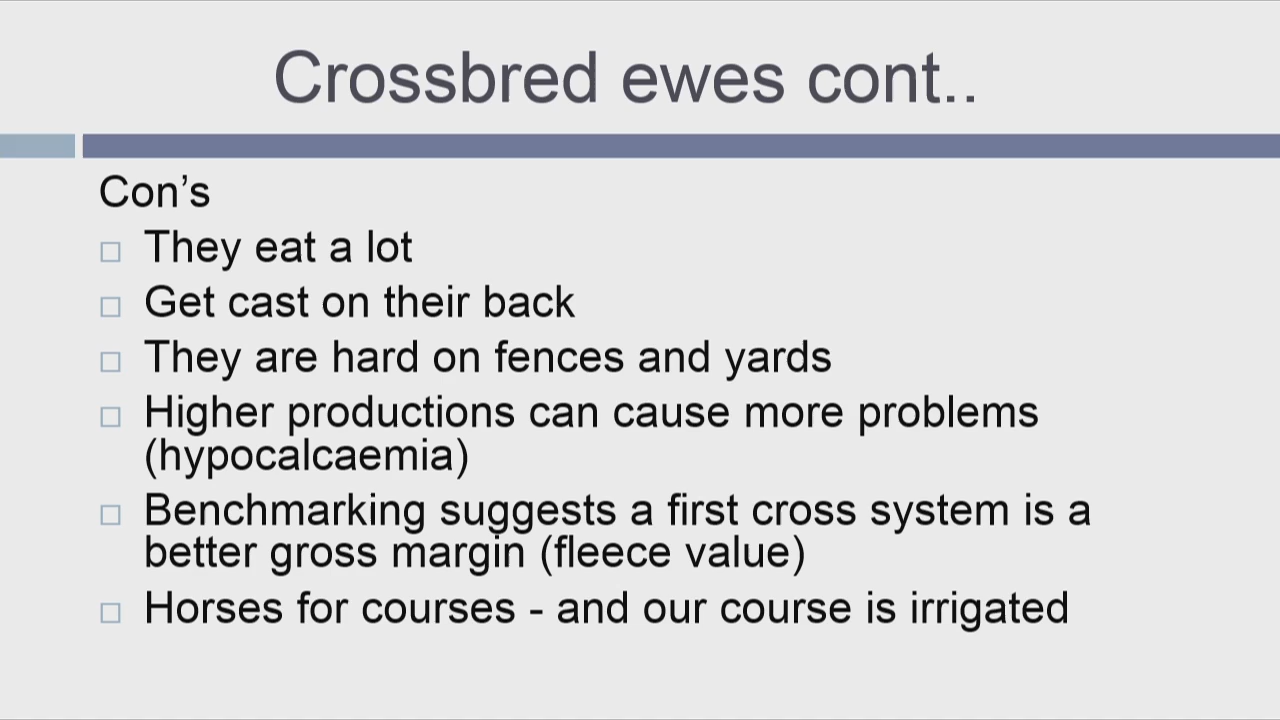 Crossbred ewes cont..
Con’s
They eat a lot
Get cast on their back
They are hard on fences and yards
Higher productions can cause more problems
(hypocalcaemia)
Benchmarking suggests a first cross system is a
better gross margin (fleece value)
Horses for courses - and our course is irrigated